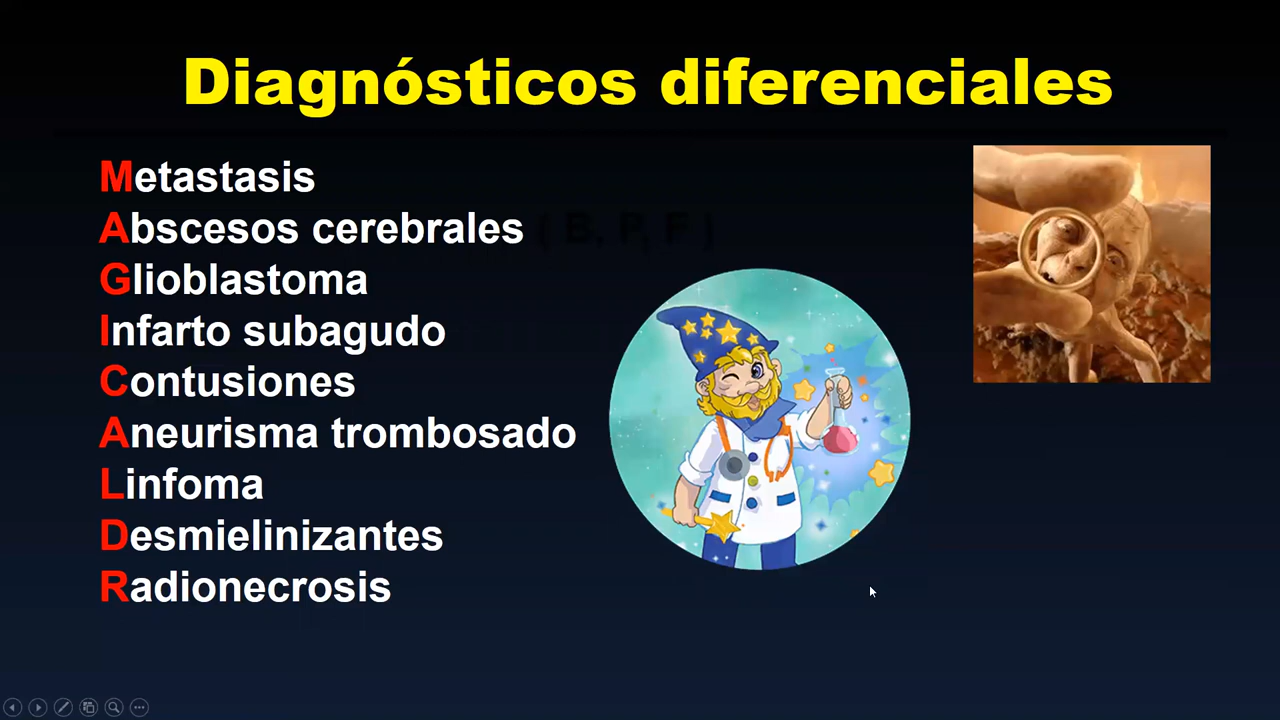 Diagnósticos diferenciales
Metastasis
Abscesos cerebrales ( B, P, F )
Glioblastoma
Infarto subagudo
Contusiones
Aneurisma trombosado
Linfoma
Desmielinizantes
Radionecrosis